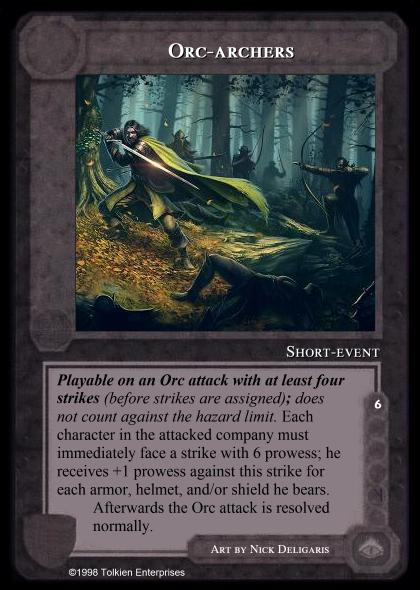 Orc-archers
Short-event
Playable on an Orc attack with at least four
strikes (before strikes are assigned); does
not count against the hazard limit. Each
character in the attacked company must
immediately face a strike with 6 prowess; he
receives +1 prowess against this strike for
each armor, helmet, and/or shield he bears.
Afterwards the Orc attack is resolved
normally.
6
Art by Nick Deligaris
©1998 Tolkien Enterprises